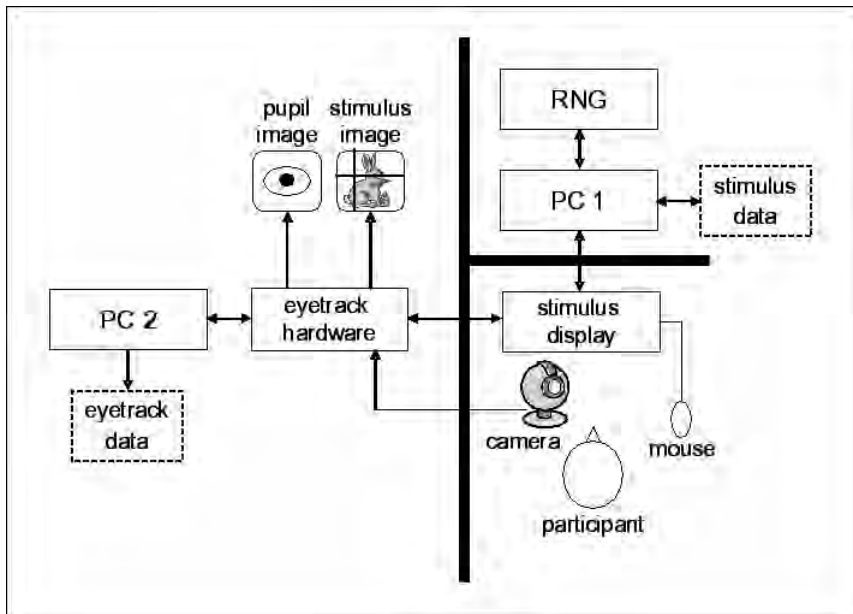 pupil
image
stimulus
image
RNG
PC 1
stimulus
data
PC 2
eyetrack
hardware
stimulus
display
eyetrack
data
camera
mouse
participant